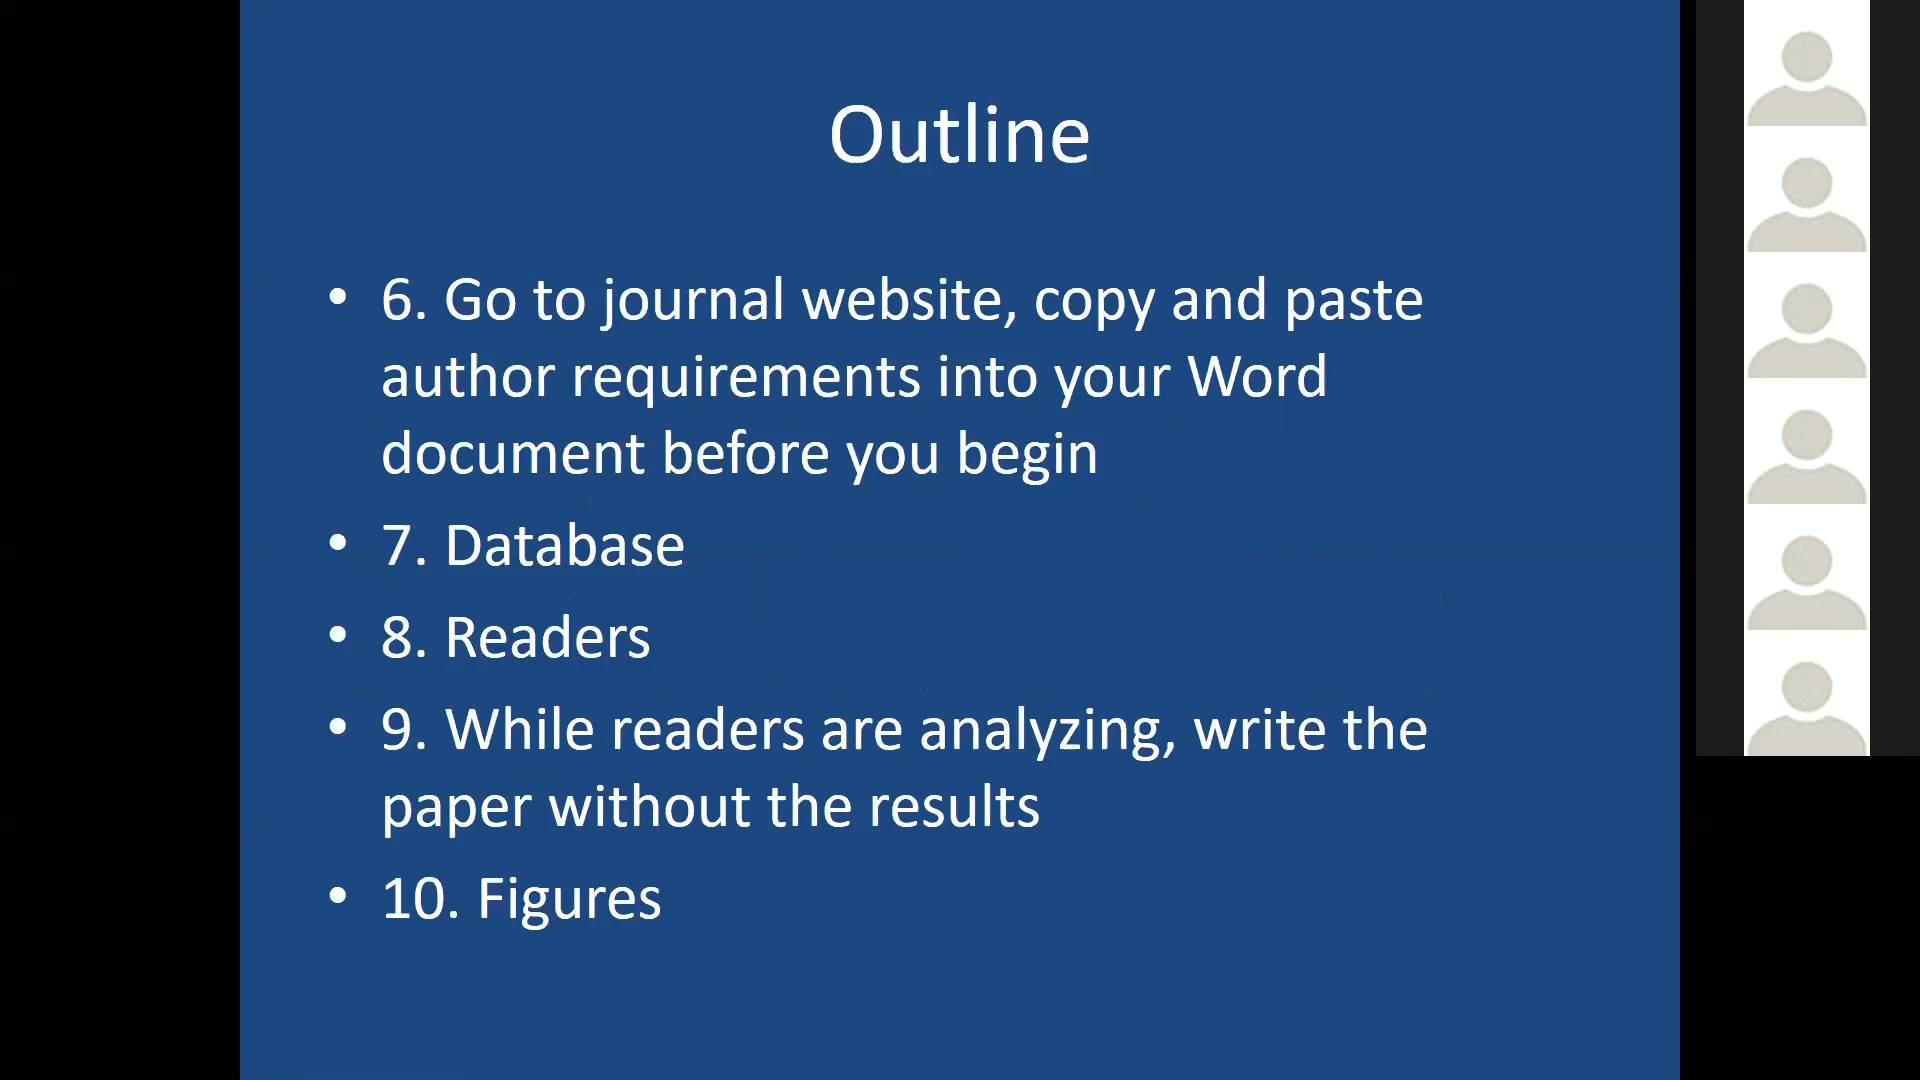 Outline
• 6. Go to journal website, copy and paste
author requirements into your Word
document before you begin
• 7. Database
• 8. Readers
• 9. While readers are analyzing, write the
paper without the results
• 10. Figures